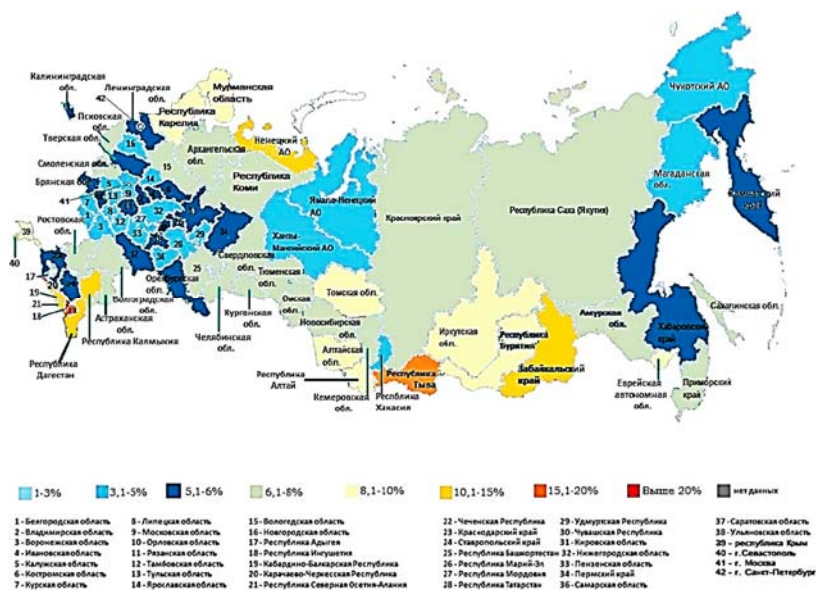 Калининградская
обл.
Ленинградская
обл.
42
Мурманская
область
Республика
Карелия
Псковская
обл.
Тверская обл.
Смоленская обл.
Брянская обл.
41
16
15
14
Архангельская
обл.
Ненецкий
АО
Республика
Коми
Ямало-Ненецкий
АО
Ханты-
Мансийский АО
Красноярский край
Республика Саха (Якутия)
Чукотский АО
Магаданская
обл.
Ростовская
обл.
39
40
17
19
21
18
Республика
Дагестан
Республика Калмыкия
Астраханская
обл.
Волгоградская
обл.
Оренбургская
обл.
25
Свердловская
обл.
Тюменская
обл.
Курганская
обл.
Челябинская
обл.
Омская
обл.
Томская обл.
Новосибирская
обл.
Алтайская
обл.
Республика
Алтай
Кемеровская
обл.
Республика
Тыва
Иркутская
обл.
Республика
Бурятия
Забайкальский
край
Амурская
обл.
Хабаровский
край
Сахалинская обл.
Еврейская
автономная
обл.
Приморский
край
1-3%
3,1-5%
5,1-6%
6,1-8%
8,1-10%
10,1-15%
15,1-20%
Выше 20%
нет данных
1 - Белгородская область
2 - Владимирская область
3 - Воронежская область
4 - Ивановская область
5 - Калужская область
6 - Костромская область
7 - Курская область
8 - Липецкая область
9 - Московская область
10 - Орловская область
11 - Рязанская область
12 - Тамбовская область
13 - Тульская область
14 - Ярославская область
15 - Вологодская область
16 - Новгородская область
17 - Республика Адыгея
18 - Республика Ингушетия
19 - Кабардино-Балкарская Республика
20 - Карачаево-Черкесская Республика
21 - Республика Северная Осетия-Алания
22 - Чеченская Республика
23 - Краснодарский край
24 - Ставропольский край
25 - Республика Башкортостан
26 - Республика Марий-Эл
27 - Республика Мордовия
28 - Республика Татарстан
29 - Удмуртская Республика
30 - Чувашская Республика
31 - Кировская область
32 - Нижегородская область
33 - Пензенская область
34 - Пермский край
36 - Самарская область
37 - Саратовская область
38 - Ульяновская область
39 - республика Крым
40 - г.Севастополь
41 - г. Москва
42 - г. Санкт-Петербург